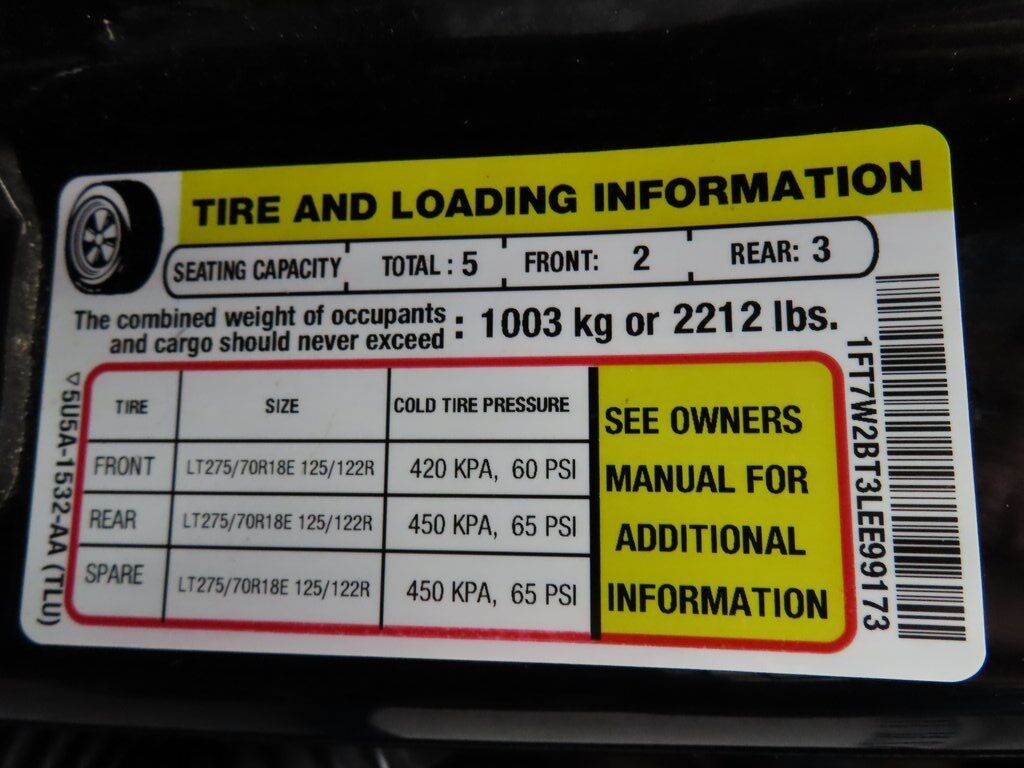 TIRE AND LOADING INFORMATION
SEATING CAPACITY TOTAL : 5 FRONT: 2 REAR: 3
The combined weight of occupants
and cargo should never exceed : 1003 kg or 2212 lbs.
TIRE SIZE COLD TIRE PRESSURE
FRONT LT275/70R18E 125/122R 420 KPA, 60 PSI
REAR LT275/70R18E 125/122R 450 KPA, 65 PSI
SPARE LT275/70R18E 125/122R 450 KPA, 65 PSI
SEE OWNERS
MANUAL FOR
ADDITIONAL
INFORMATION
5U5A-1532-AA (TLU)
1FT7W2BT3LEE99173